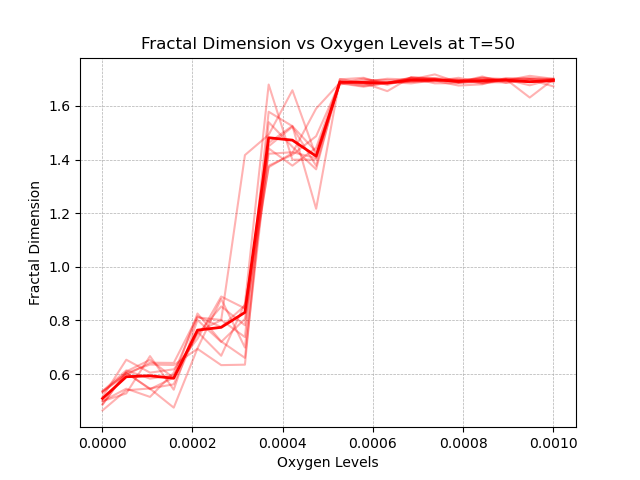 Fractal Dimension vs Oxygen Levels at T=50
Fractal Dimension
1.6
1.4
1.2
1.0
0.8
0.6
0.0000 0.0002 0.0004 0.0006 0.0008 0.0010
Oxygen Levels